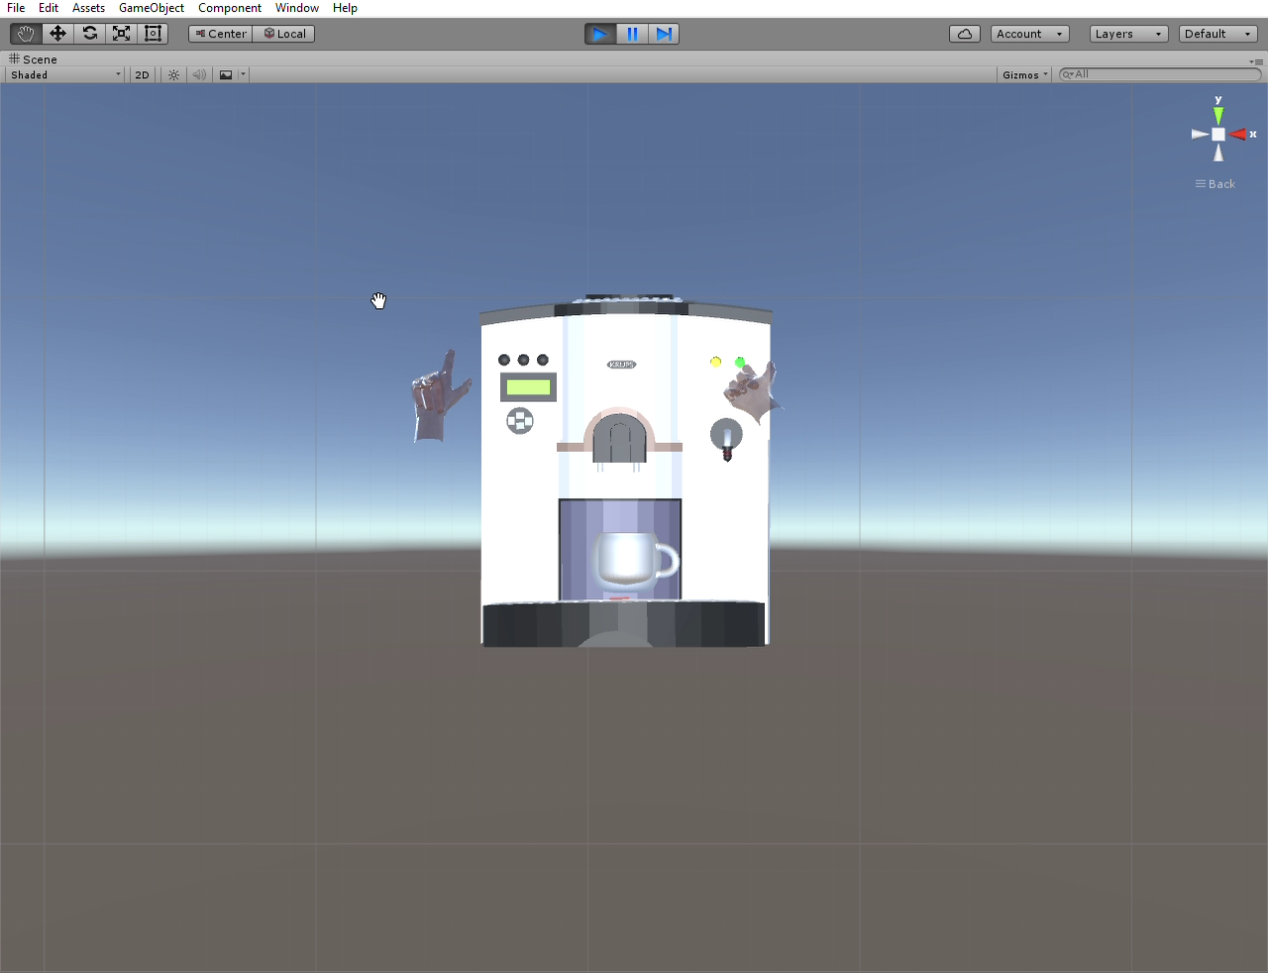 File Edit Assets GameObject Component Window Help
Center Local Account Layers Default
Scene
Shaded 2D Gizmos All
y
x
Back
KRUPS